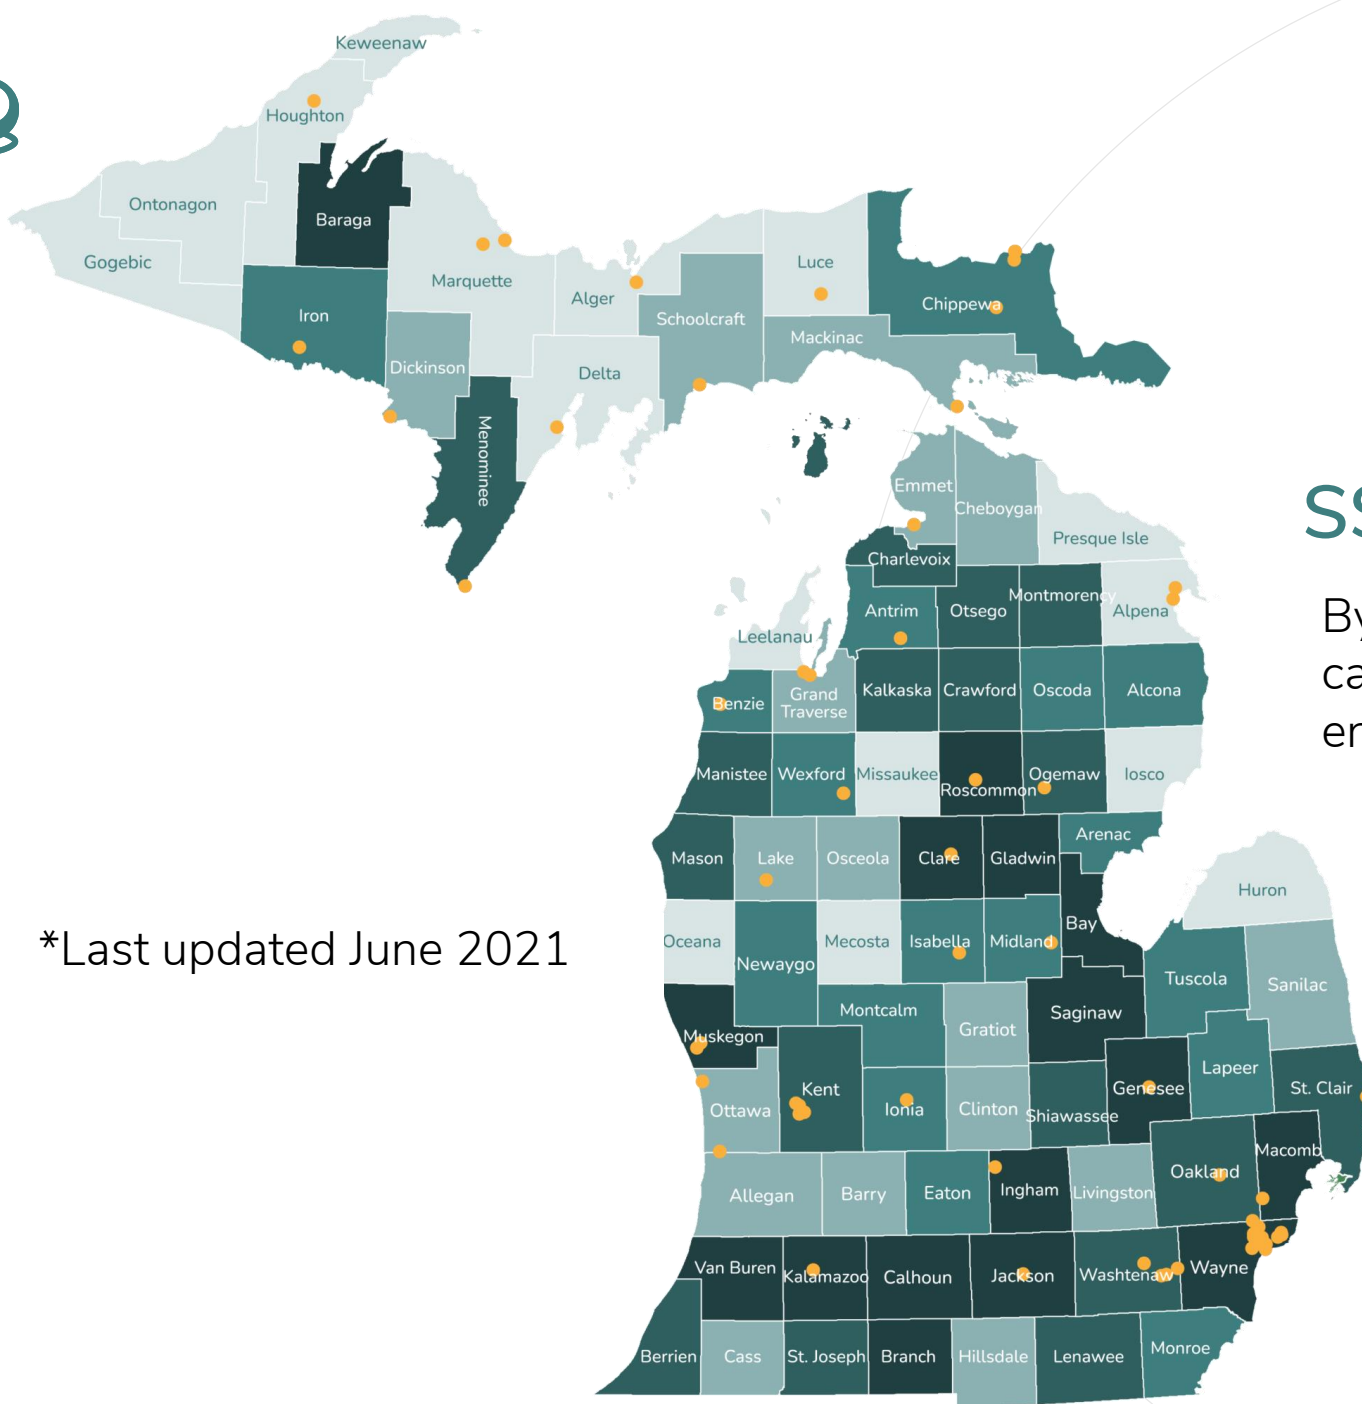 Keweenaw
Houghton
Ontonagon
Baraga
Gogebic
Marquette
Luce
Alger
Chippewa
Iron
Schoolcraft
Mackinac
Dickinson
Delta
Menominee
Emmet
Cheboygan
Presque Isle
Charlevoix
Antrim
Otsego
Montmorency
Alpena
Leelanau
Benzie
Grand
Traverse
Kalkaska
Crawford
Oscoda
Alcona
Manistee
Wexford
Missaukee
Roscommon
Ogemaw
Iosco
Arenac
Mason
Lake
Osceola
Clare
Gladwin
Huron
Bay
Oceana
Newaygo
Mecosta
Isabella
Midland
Tuscola
Sanilac
Montcalm
Gratiot
Saginaw
Muskegon
Kent
Lapeer
Genesee
St. Clair
Ottawa
Ionia
Clinton
Shiawassee
Macomb
Oakland
Allegan
Barry
Eaton
Ingham
Livingston
Van Buren
Kalamazoo
Calhoun
Jackson
Washtenaw
Wayne
Berrien
Cass
St. Joseph
Branch
Hillsdale
Lenawee
Monroe
*Last updated June 2021
SS
By
ca